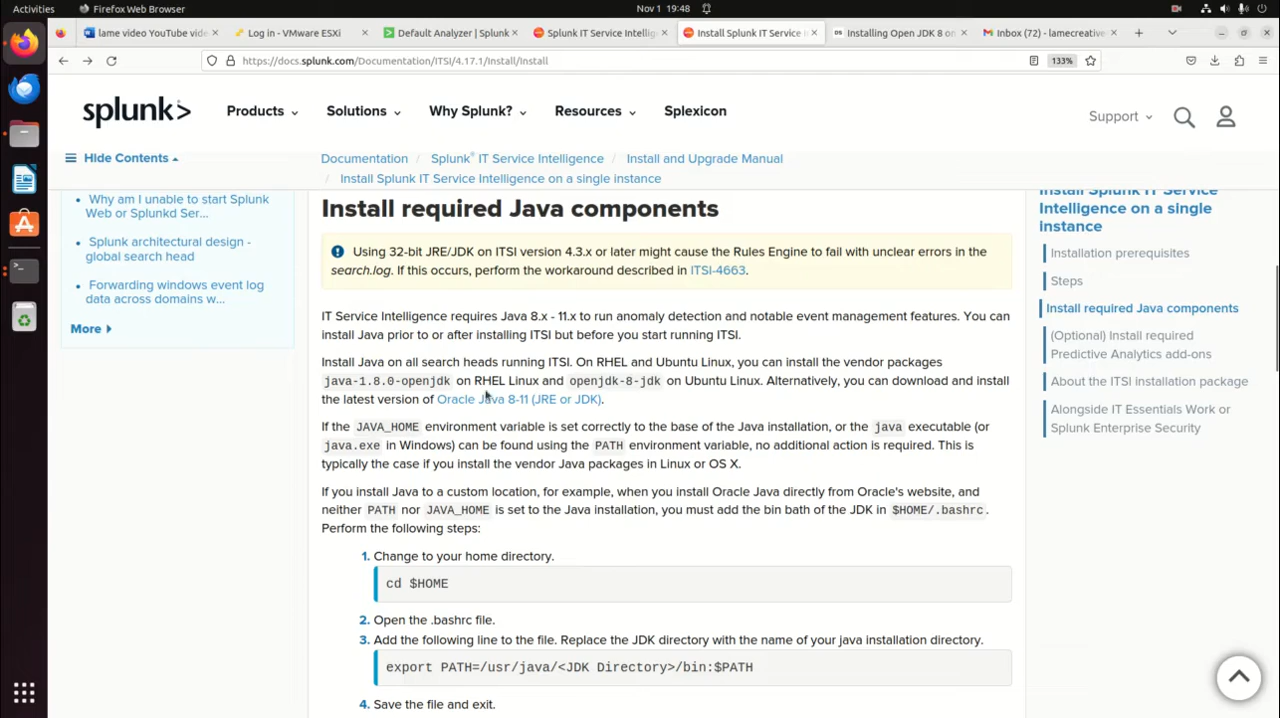 Activities
Firefox Web Browser
Nov 1 19:48
lame video YouTube vide
Log in - VMware ESXi
Default Analyzer | Splunk
Splunk IT Service Intellig
Install Splunk IT Service
Installing Open JDK 8 on
Inbox (72) - lamecreative
https://docs.splunk.com/Documentation/ITSI/4.17.1/Install/Install
133%
splunk>
Products
Solutions
Why Splunk?
Resources
Splexicon
Support
Hide Contents
Documentation / Splunk® IT Service Intelligence / Install and Upgrade Manual
/ Install Splunk IT Service Intelligence on a single instance
Why am I unable to start
Splunk Web or Splunkd Ser...
Splunk architectural design -
global search head
Forwarding windows event log
data across domains w...
More
Install required Java components
Using 32-bit JRE/JDK on ITSI version 4.3.x or later might cause the Rules Engine to fail with unclear errors in the
search.log. If this occurs, perform the workaround described in ITSI-4663.
IT Service Intelligence requires Java 8.x - 11.x to run anomaly detection and notable event management features. You can
install Java prior to or after installing ITSI but before you start running ITSI.
Install Java on all search heads running ITSI. On RHEL and Ubuntu Linux, you can install the vendor packages
java-1.8.0-openjdk on RHEL Linux and openjdk-8-jdk on Ubuntu Linux. Alternatively, you can download and install
the latest version of Oracle Java 8-11 (JRE or JDK).
If the JAVA_HOME environment variable is set correctly to the base of the Java installation, or the java executable (or
java.exe in Windows) can be found using the PATH environment variable, no additional action is required. This is
typically the case if you install the vendor Java packages in Linux or OS X.
If you install Java to a custom location, for example, when you install Oracle Java directly from Oracle's website, and
neither PATH nor JAVA_HOME is set to the Java installation, you must add the bin bath of the JDK in $HOME/.bashrc.
Perform the following steps:
1. Change to your home directory.
cd $HOME
2. Open the .bashrc file.
3. Add the following line to the file. Replace the JDK directory with the name of your java installation directory.
export PATH=/usr/java/<JDK Directory>/bin:$PATH
4. Save the file and exit.
Install Splunk IT Service
Intelligence on a single
instance
Installation prerequisites
Steps
Install required Java components
(Optional) Install required
Predictive Analytics add-ons
About the ITSI installation package
Alongside IT Essentials Work or
Splunk Enterprise Security